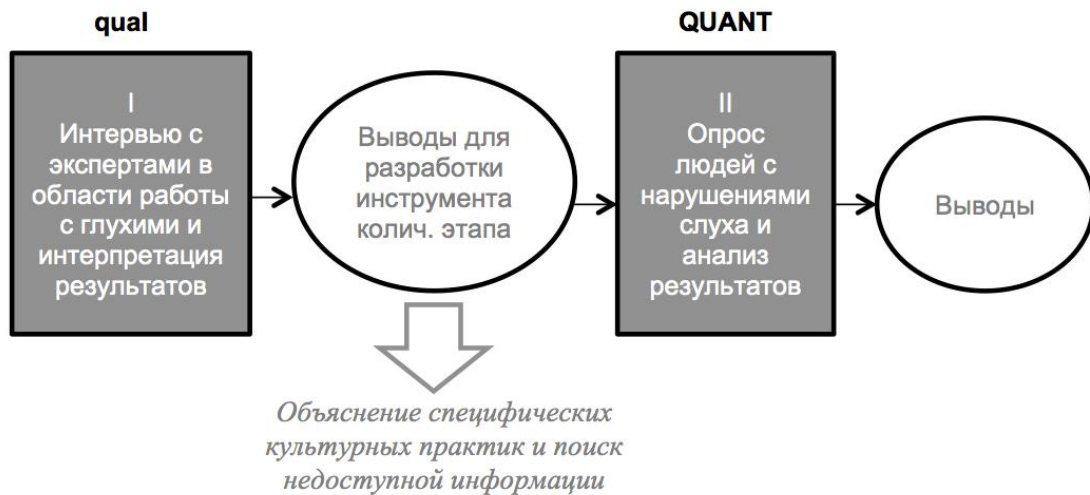 qual
I
Интервью с
экспертами в
области работы
с глухими и
интерпретация
результатов
Выводы для
разработки
инструмента
колич. этапа
Объяснение специфических
культурных практик и поиск
недоступной информации
QUANT
II
Опрос
людей с
нарушениями
слуха и
анализ
результатов
Выводы